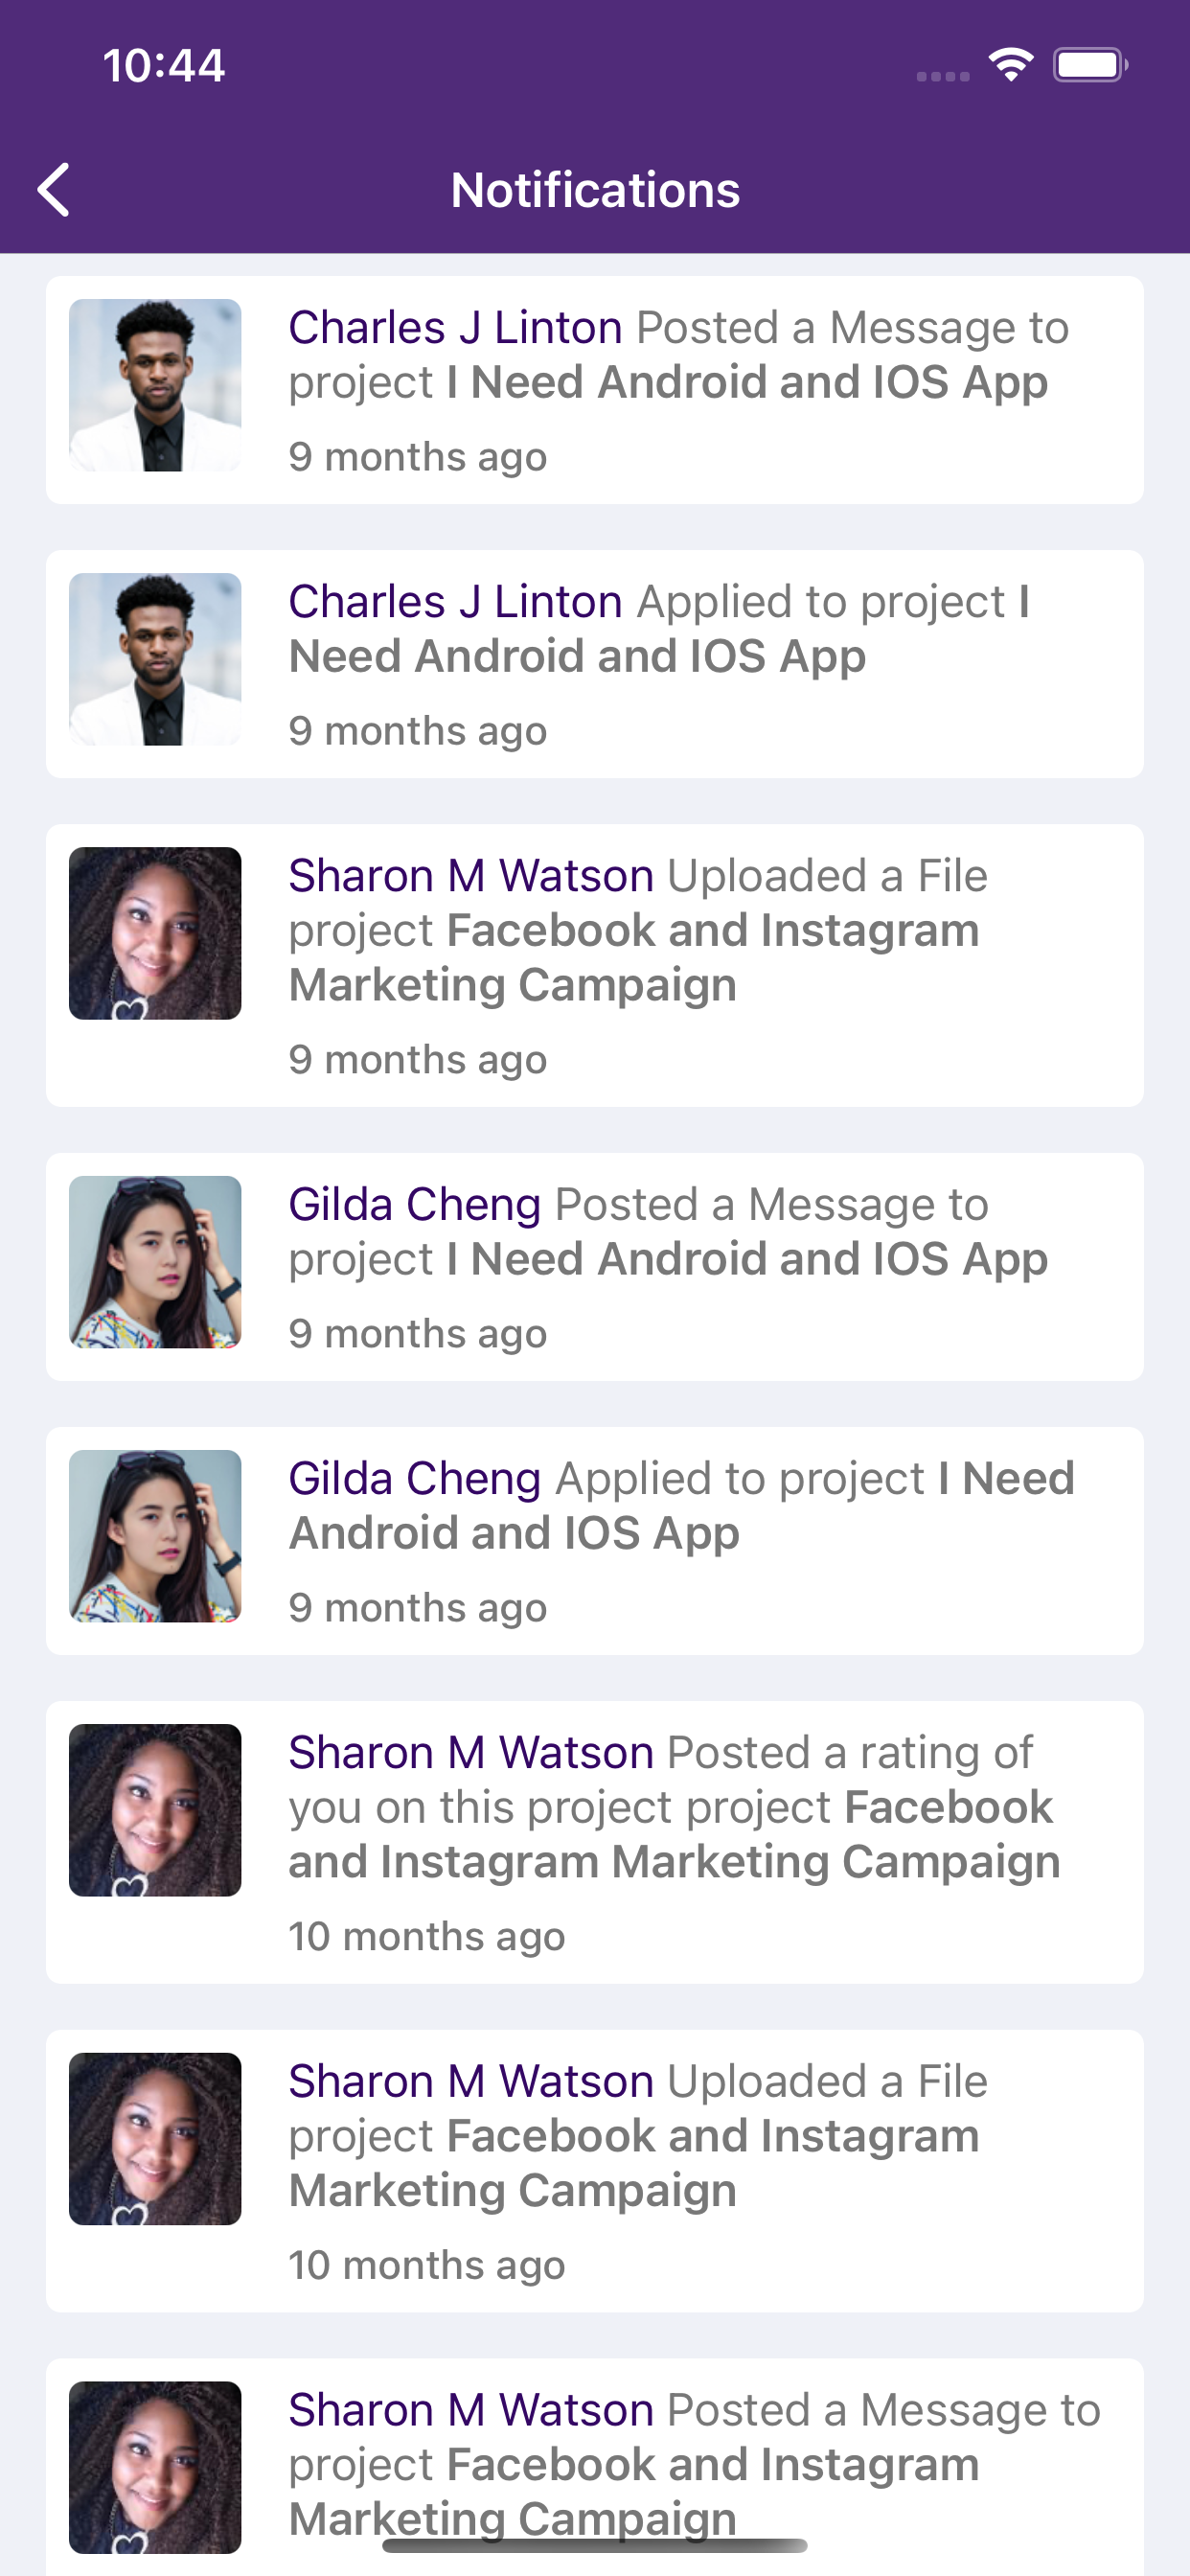 10:44
Notifications
Charles J Linton Posted a Message to
project I Need Android and IOS App
9 months ago
Charles J Linton Applied to project I
Need Android and IOS App
9 months ago
Sharon M Watson Uploaded a File
project Facebook and Instagram
Marketing Campaign
9 months ago
Gilda Cheng Posted a Message to
project I Need Android and IOS App
9 months ago
Gilda Cheng Applied to project I Need
Android and IOS App
9 months ago
Sharon M Watson Posted a rating of
you on this project project Facebook
and Instagram Marketing Campaign
10 months ago
Sharon M Watson Uploaded a File
project Facebook and Instagram
Marketing Campaign
10 months ago
Sharon M Watson Posted a Message to
project Facebook and Instagram
Marketing Campaign